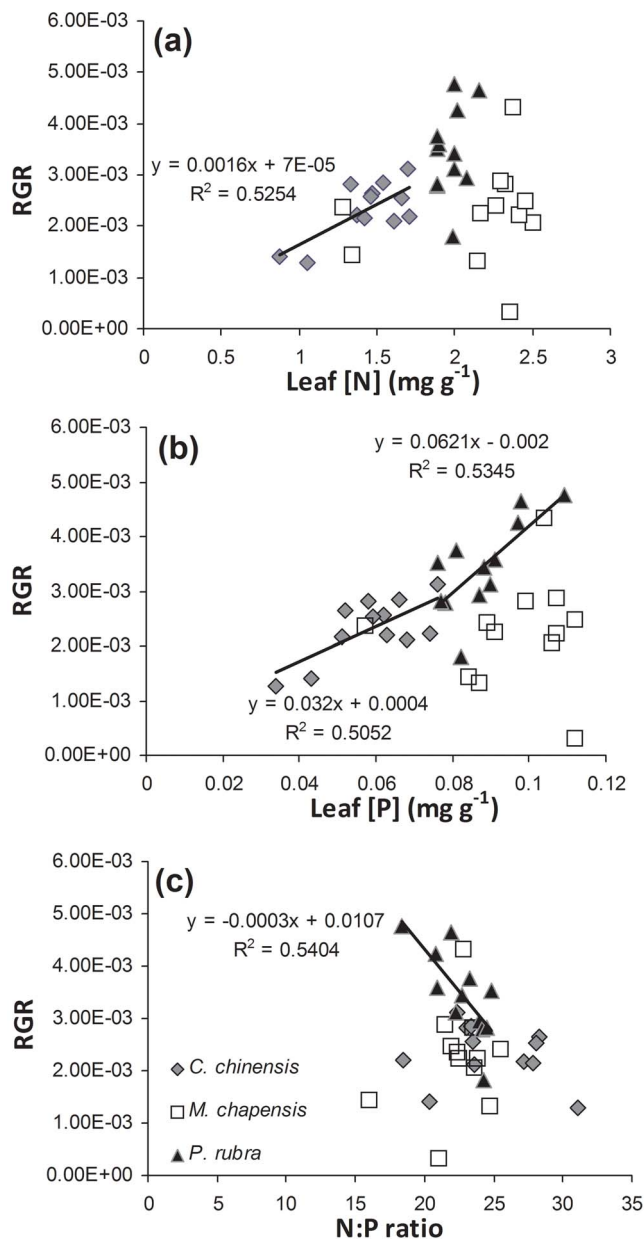 (a)
6.00E-03
5.00E-03
4.00E-03
3.00E-03
2.00E-03
1.00E-03
0.00E+00
RGR
y = 0.0016x + 7E-05
R² = 0.5254
0 0.5 1 1.5 2 2.5 3
Leaf [N] (mg g⁻¹)
(b)
6.00E-03
5.00E-03
4.00E-03
3.00E-03
2.00E-03
1.00E-03
0.00E+00
RGR
y = 0.0621x - 0.002
R² = 0.5345
y = 0.032x + 0.0004
R² = 0.5052
0 0.02 0.04 0.06 0.08 0.1 0.12
Leaf [P] (mg g⁻¹)
(c)
6.00E-03
5.00E-03
4.00E-03
3.00E-03
2.00E-03
1.00E-03
0.00E+00
RGR
y = -0.0003x + 0.0107
R² = 0.5404
C. chinensis
M. chapensis
P. rubra
0 5 10 15 20 25 30 35
N:P ratio